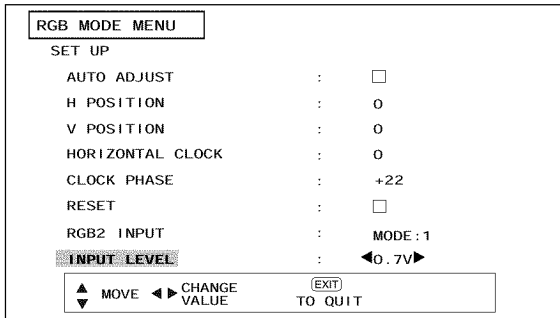 RGB MODE MENU
SET UP
AUTO ADJUST : □
H POSITION : 0
V POSITION : 0
HORIZONTAL CLOCK : 0
CLOCK PHASE : +22
RESET : □
RGB2 INPUT : MODE:1
INPUT LEVEL : ◀0.7V▶
▲▼ MOVE ◀▶ CHANGE VALUE EXIT TO QUIT